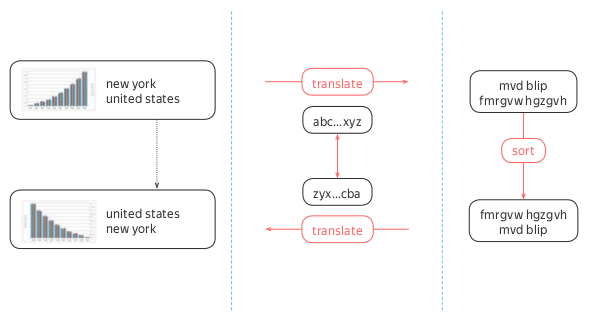 new york
united states
united states
new york
translate
abc...xyz
zyx...cba
translate
mvd blip
fmrgvw hgzgvh
sort
fmrgvw hgzgvh
mvd blip